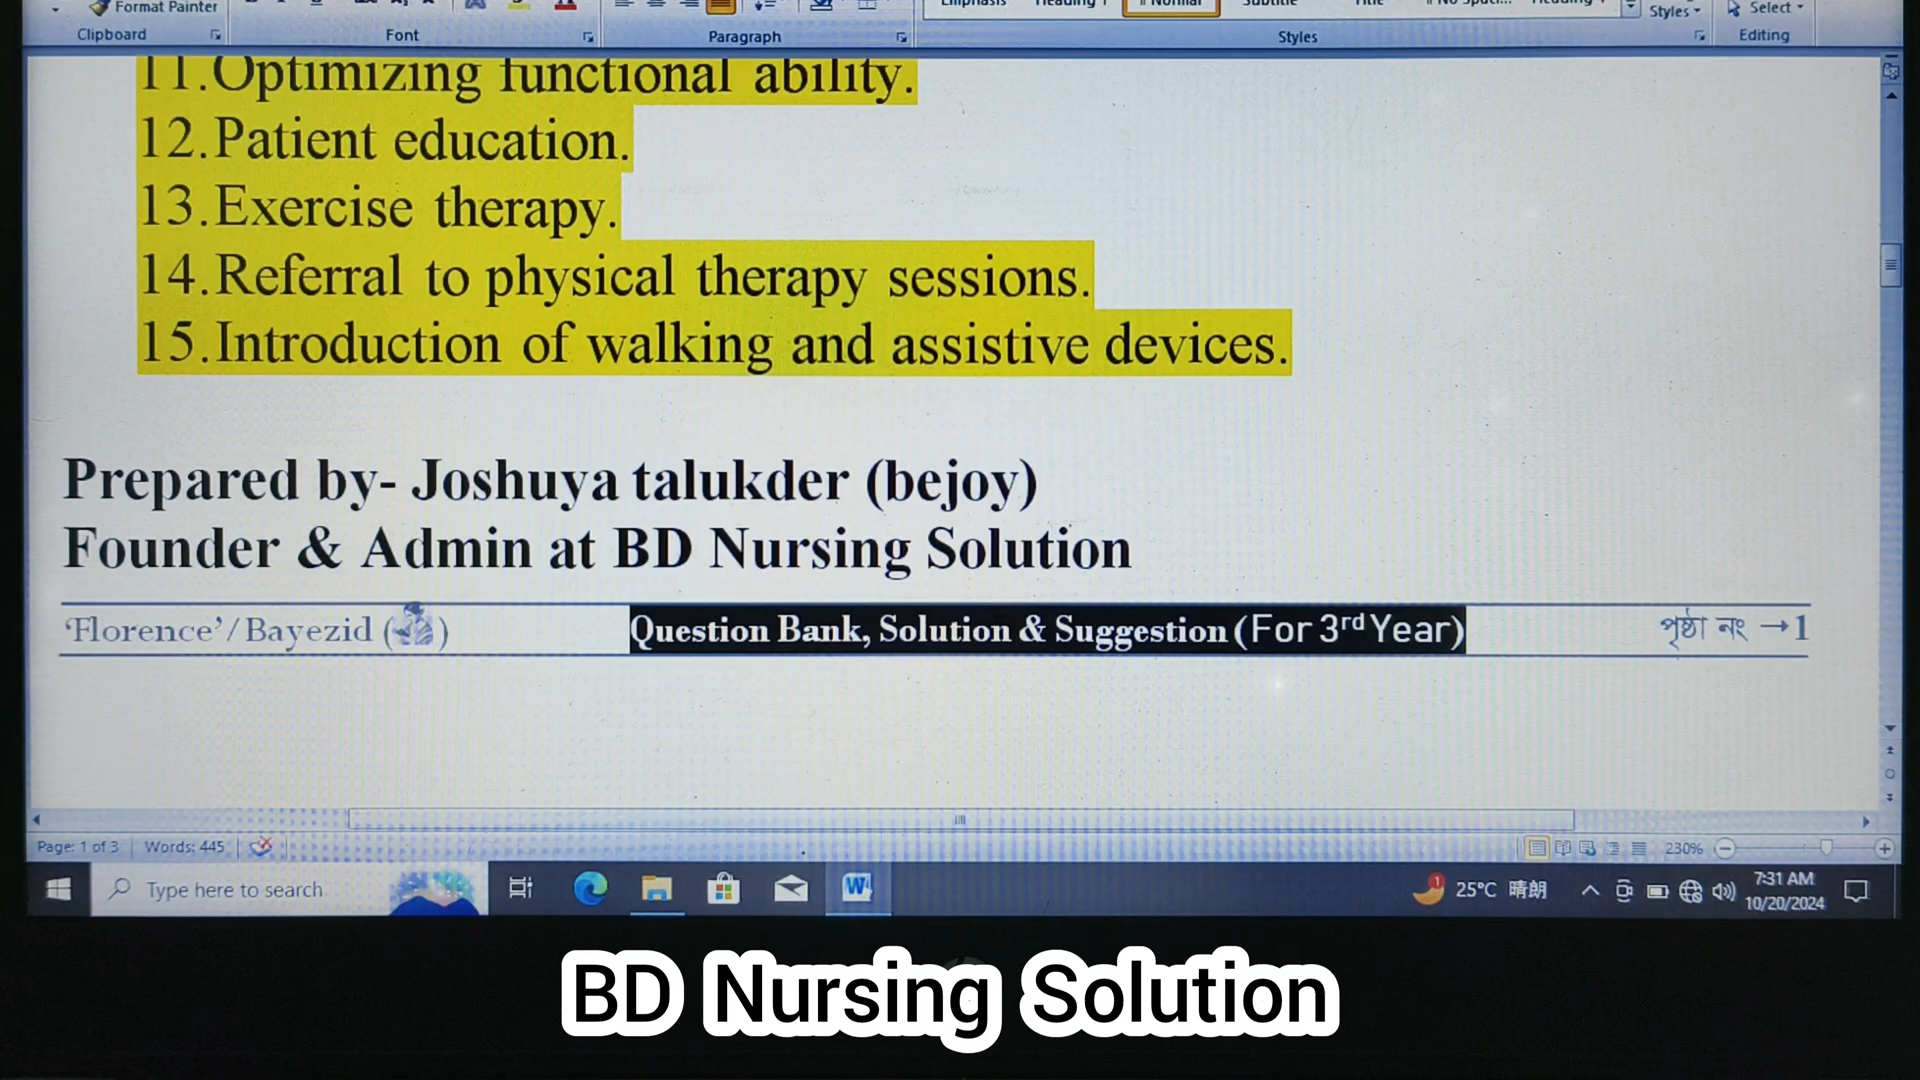 Format Painter
Clipboard
Font
Paragraph
Styles
Styles
Select
Editing
11.Optimizing functional ability.
12.Patient education.
13.Exercise therapy.
14.Referral to physical therapy sessions.
15.Introduction of walking and assistive devices.
Prepared by- Joshuya talukder (bejoy)
Founder & Admin at BD Nursing Solution
‘Florence’/Bayezid ( ) Question Bank, Solution & Suggestion (For 3rd Year) পৃষ্ঠা নং →1
Page: 1 of 3 Words: 445 230%
Type here to search
1 25°C 晴朗 7:31 AM
10/20/2024
BD Nursing Solution